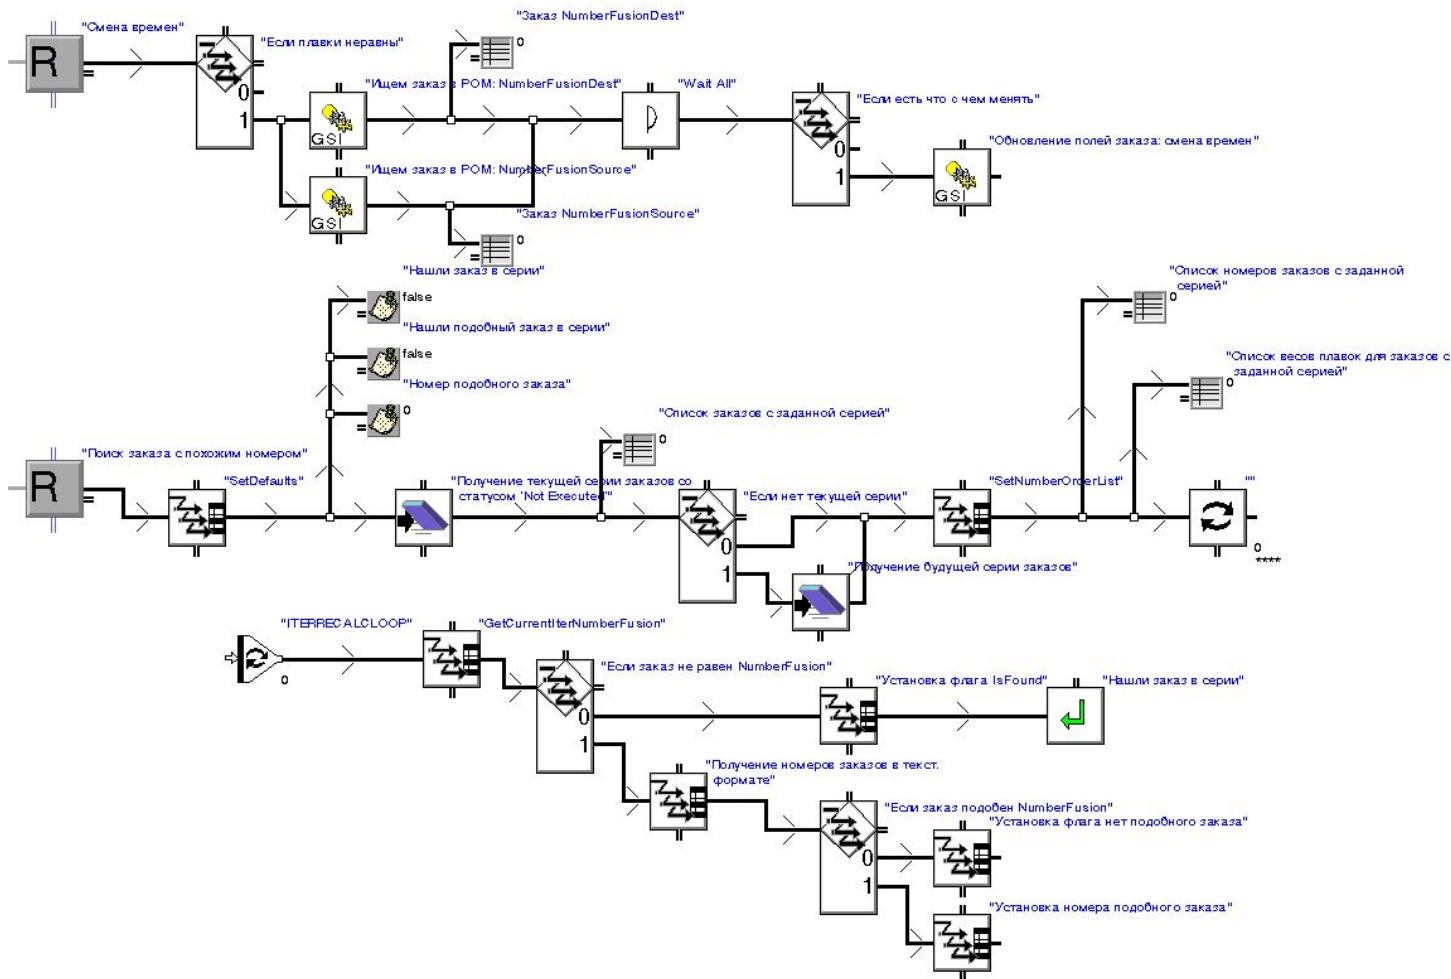 "Заказ NumberFusionDest"
0
"Смена времен"
R
=
"Если плавки неравны"
=
0
1
"Ищем заказ в POM: NumberFusionDest"
GSI
"Wait All"
"Если есть что с чем менять"
=
0
1
"Обновление полей заказа: смена времен"
GSI
"Ищем заказ в POM: NumberFusionSource"
GSI
"Заказ NumberFusionSource"
=
0
"Нашли заказ в серии"
false
=
"Нашли подобный заказ в серии"
false
=
"Номер подобного заказа"
0
=
"Список номеров заказов с заданной
серией"
0
=
"Список весов плавок для заказов с
заданной серией"
0
=
"Список заказов с заданной серией"
0
=
"Поиск заказа с похожим номером"
R
=
"SetDefaults"
"Получение текущей серии заказов со
статусом 'Not Executed'"
"Если нет текущей серии"
=
0
1
"Получение будущей серии заказов"
"SetNumberOrderList"
""
0
****
"ITERRECALCLOOP"
0
"GetCurrentIterNumberFusion"
"Если заказ не равен NumberFusion"
=
0
1
"Установка флага IsFound"
"Нашли заказ в серии"
"Получение номеров заказов в текст.
формате"
"Если заказ подобен NumberFusion"
=
0
1
"Установка флага нет подобного заказа"
"Установка номера подобного заказа"